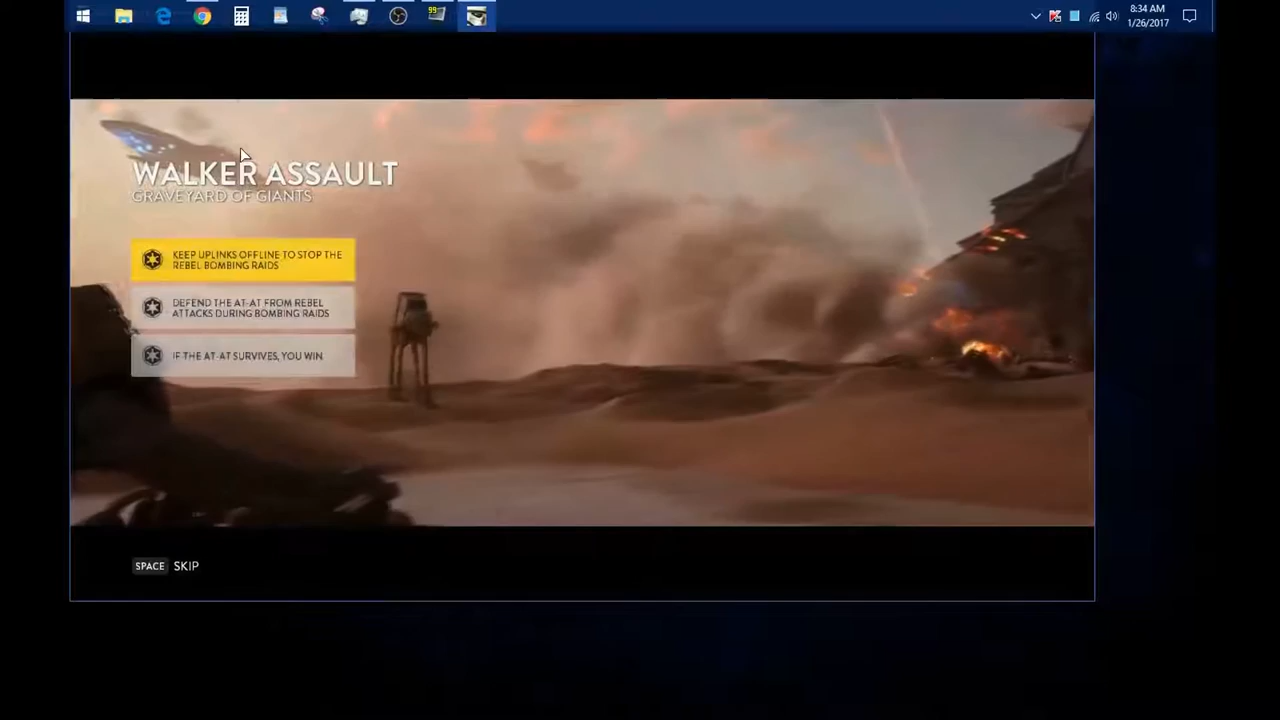 99
8:34 AM
1/26/2017
WALKER ASSAULT
GRAVEYARD OF GIANTS
KEEP UPLINKS OFFLINE TO STOP THE
REBEL BOMBING RAIDS
DEFEND THE AT-AT FROM REBEL
ATTACKS DURING BOMBING RAIDS
IF THE AT-AT SURVIVES, YOU WIN
SPACE SKIP